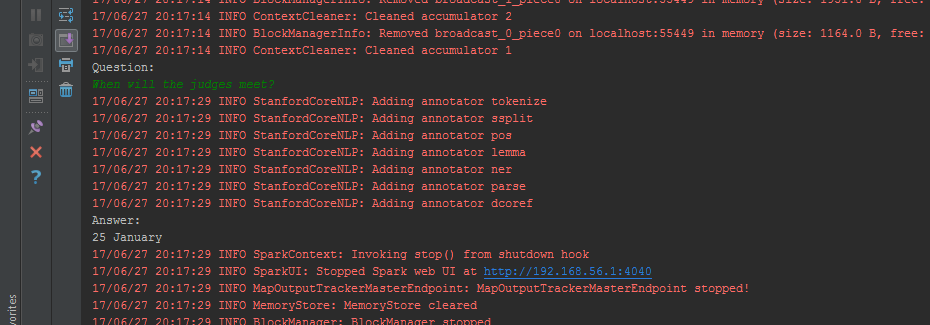 17/06/27 20:17:14 INFO BlockManagerInfo: Removed broadcast_1_piece0 on localhost:55449 in memory (size: 1931.0 B, free:
17/06/27 20:17:14 INFO ContextCleaner: Cleaned accumulator 2
17/06/27 20:17:14 INFO BlockManagerInfo: Removed broadcast_0_piece0 on localhost:55449 in memory (size: 1164.0 B, free:
17/06/27 20:17:14 INFO ContextCleaner: Cleaned accumulator 1
Question:
When will the judges meet?
17/06/27 20:17:29 INFO StanfordCoreNLP: Adding annotator tokenize
17/06/27 20:17:29 INFO StanfordCoreNLP: Adding annotator ssplit
17/06/27 20:17:29 INFO StanfordCoreNLP: Adding annotator pos
17/06/27 20:17:29 INFO StanfordCoreNLP: Adding annotator lemma
17/06/27 20:17:29 INFO StanfordCoreNLP: Adding annotator ner
17/06/27 20:17:29 INFO StanfordCoreNLP: Adding annotator parse
17/06/27 20:17:29 INFO StanfordCoreNLP: Adding annotator dcoref
Answer:
25 January
17/06/27 20:17:29 INFO SparkContext: Invoking stop() from shutdown hook
17/06/27 20:17:29 INFO SparkUI: Stopped Spark web UI at http://192.168.56.1:4040
17/06/27 20:17:29 INFO MapOutputTrackerMasterEndpoint: MapOutputTrackerMasterEndpoint stopped!
17/06/27 20:17:29 INFO MemoryStore: MemoryStore cleared
17/06/27 20:17:29 INFO BlockManager: BlockManager stopped
vorites